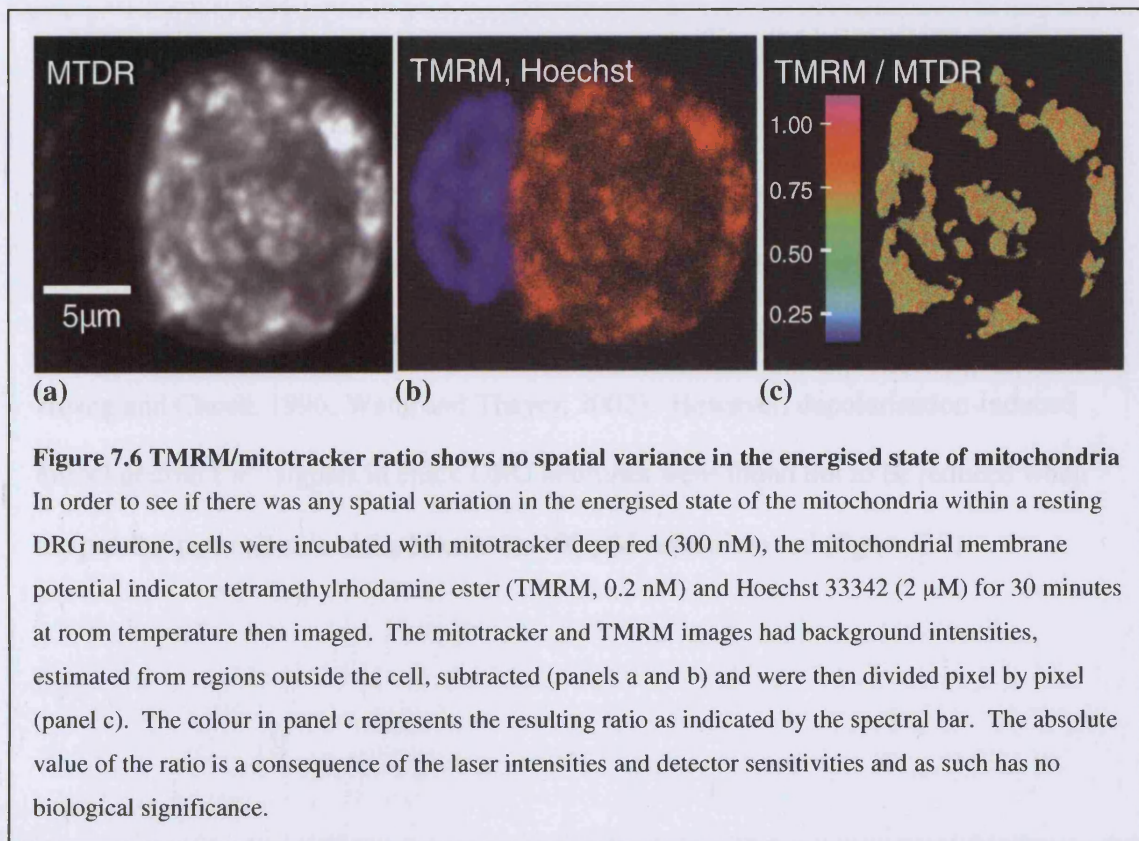 MTDR
5µm
(a)
TMRM, Hoechst
(b)
TMRM / MTDR
1.00
0.75
0.50
0.25
(c)
Figure 7.6 TMRM/mitotracker ratio shows no spatial variance in the energised state of mitochondria
In order to see if there was any spatial variation in the energised state of the mitochondria within a resting
DRG neurone, cells were incubated with mitotracker deep red (300 nM), the mitochondrial membrane
potential indicator tetramethylrhodamine ester (TMRM, 0.2 nM) and Hoechst 33342 (2 µM) for 30 minutes
at room temperature then imaged. The mitotracker and TMRM images had background intensities,
estimated from regions outside the cell, subtracted (panels a and b) and were then divided pixel by pixel
(panel c). The colour in panel c represents the resulting ratio as indicated by the spectral bar. The absolute
value of the ratio is a consequence of the laser intensities and detector sensitivities and as such has no
biological significance.